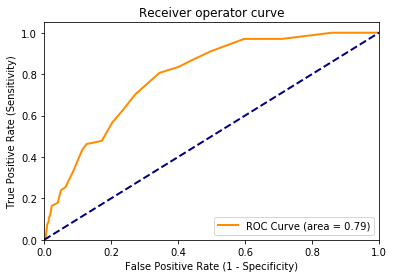 Receiver operator curve
True Positive Rate (Sensitivity)
1.0
0.8
0.6
0.4
0.2
0.0
ROC Curve (area = 0.79)
0.0 0.2 0.4 0.6 0.8 1.0
False Positive Rate (1 - Specificity)